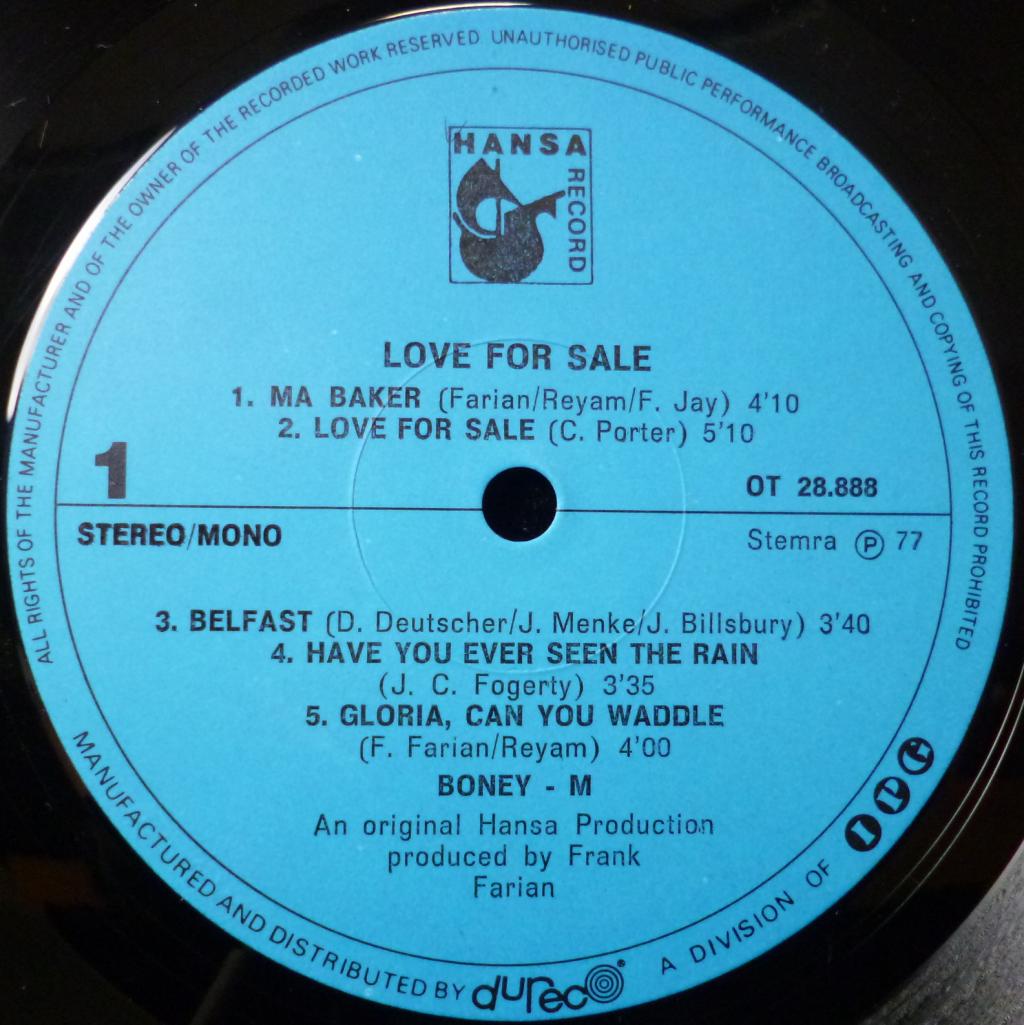 ALL RIGHTS OF THE MANUFACTURER AND OF THE OWNER OF THE RECORDED WORK RESERVED. UNAUTHORISED PUBLIC PERFORMANCE BROADCASTING AND COPYING OF THIS RECORD PROHIBITED
HANSA
RECORD
LOVE FOR SALE
1. MA BAKER (Farian/Reyam/F. Jay) 4'10
2. LOVE FOR SALE (C. Porter) 5'10
1
OT 28.888
STEREO/MONO
Stemra Ⓟ 77
3. BELFAST (D. Deutscher/J. Menke/J. Billsbury) 3'40
4. HAVE YOU EVER SEEN THE RAIN
(J. C. Fogerty) 3'35
5. GLORIA, CAN YOU WADDLE
(F. Farian/Reyam) 4'00
BONEY - M
An original Hansa Production
produced by Frank
Farian
MANUFACTURED AND DISTRIBUTED BY dureco A DIVISION OF IPG